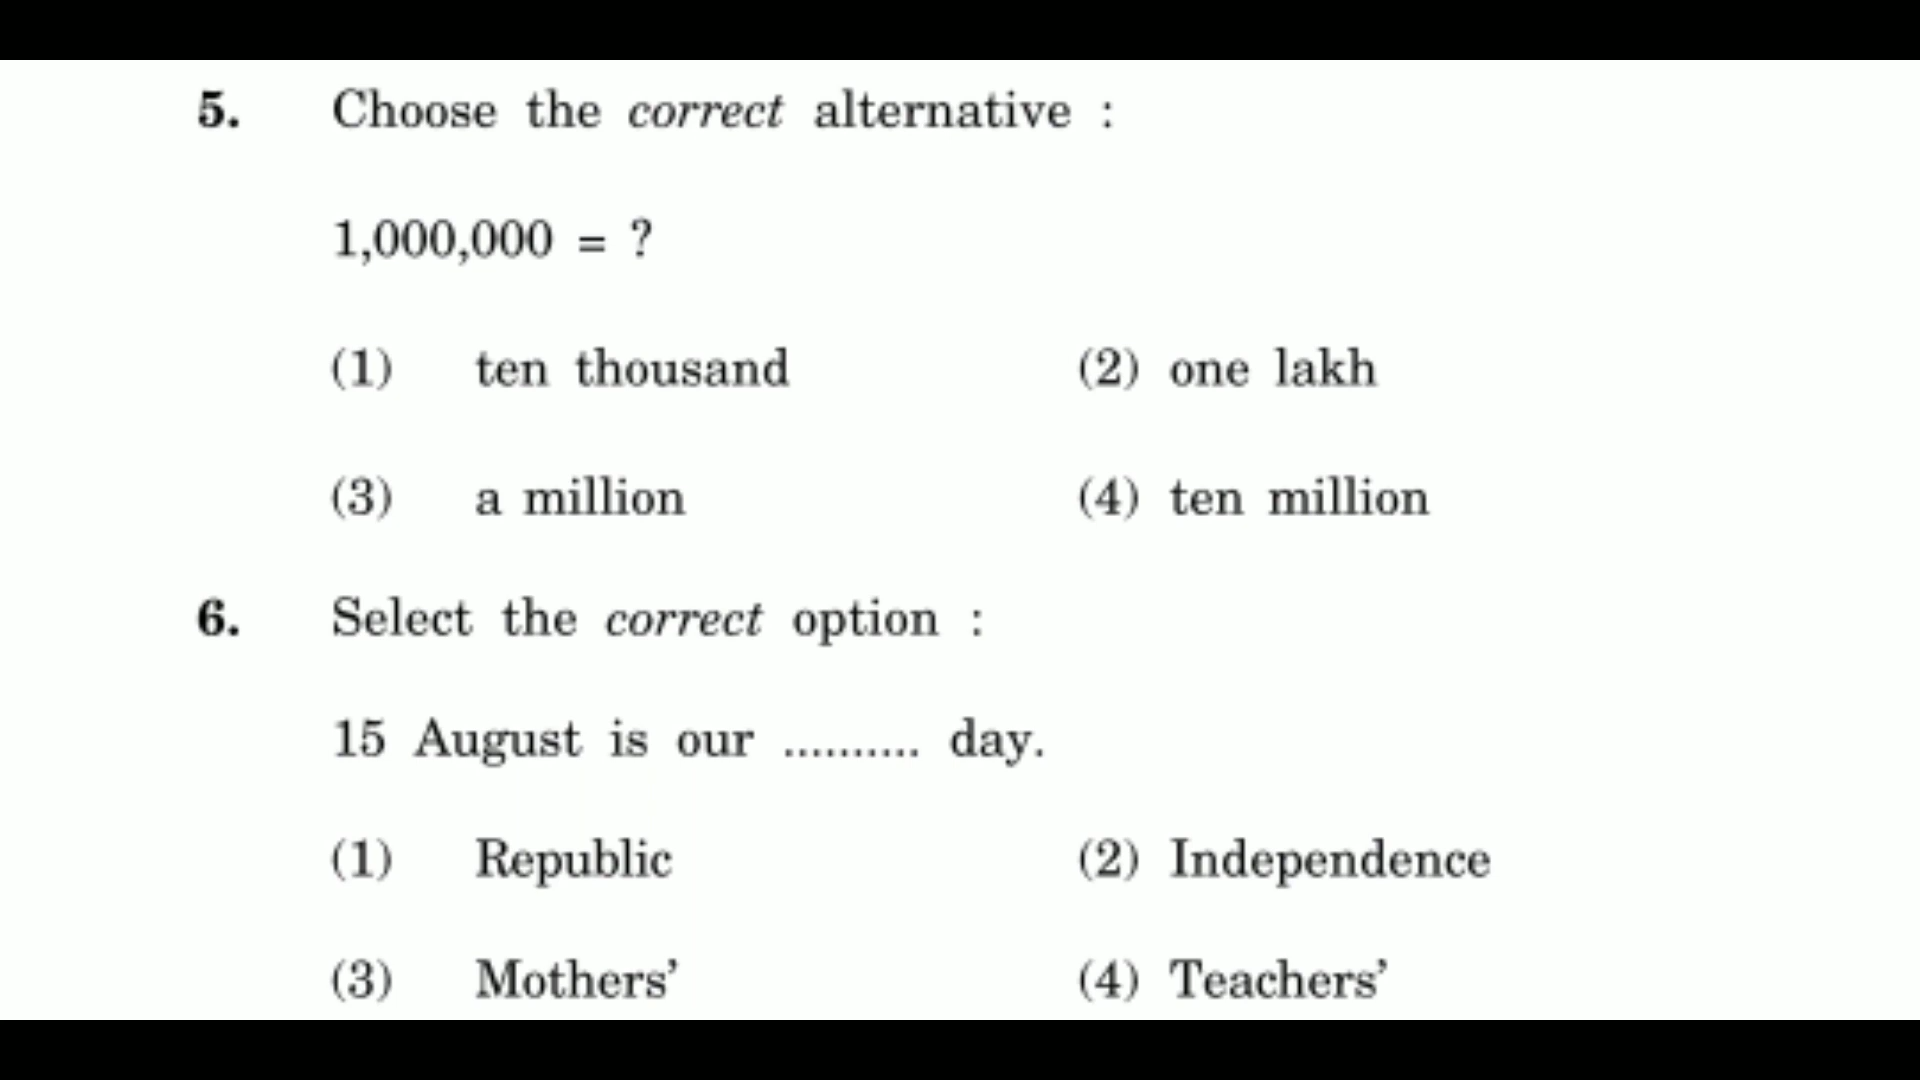 5. Choose the correct alternative :
1,000,000 = ?
(1) ten thousand (2) one lakh
(3) a million (4) ten million
6. Select the correct option :
15 August is our .......... day.
(1) Republic (2) Independence
(3) Mothers’ (4) Teachers’